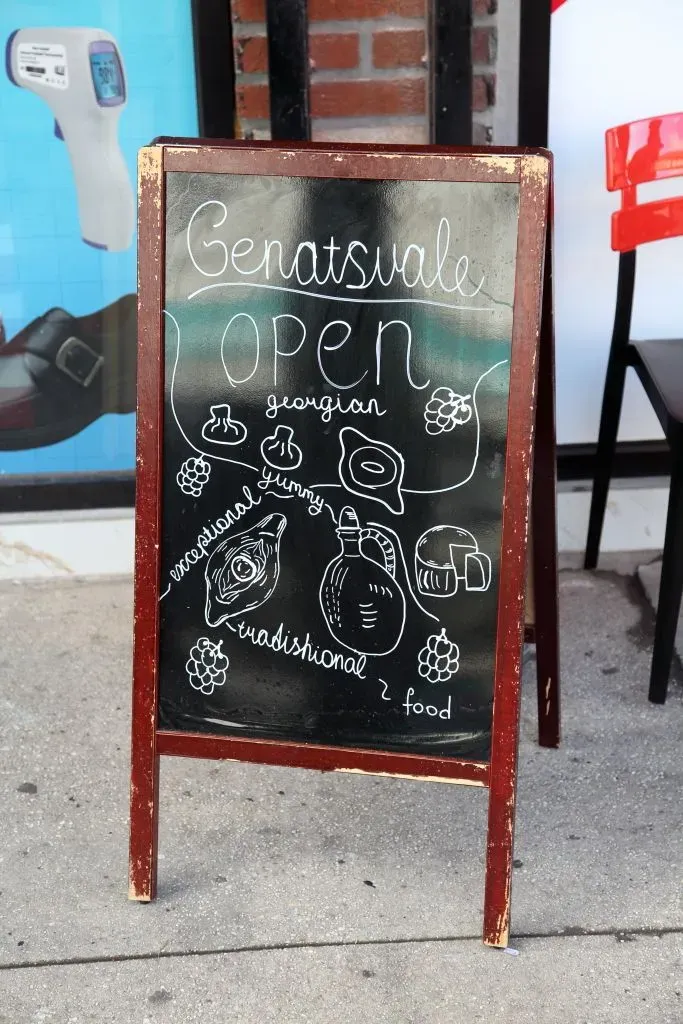 Genatsvale
OPEN
georgian
yummy
exceptional
tradishional
food